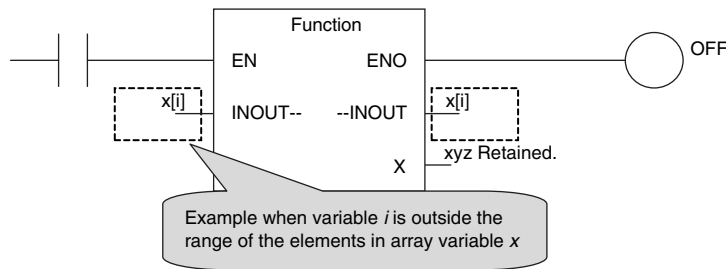 Function
EN ENO OFF
x[i] INOUT-- --INOUT x[i]
X xyz Retained.
Example when variable i is outside the
range of the elements in array variable x